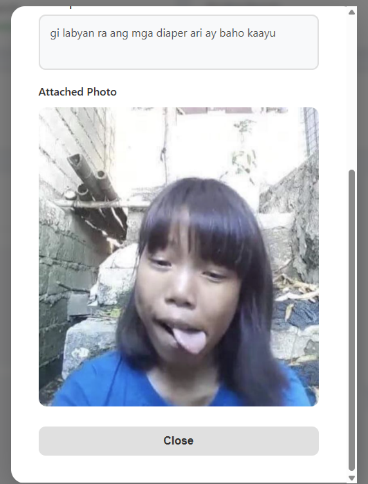 gi labyan ra ang mga diaper ari ay baho kaayu
Attached Photo
Close